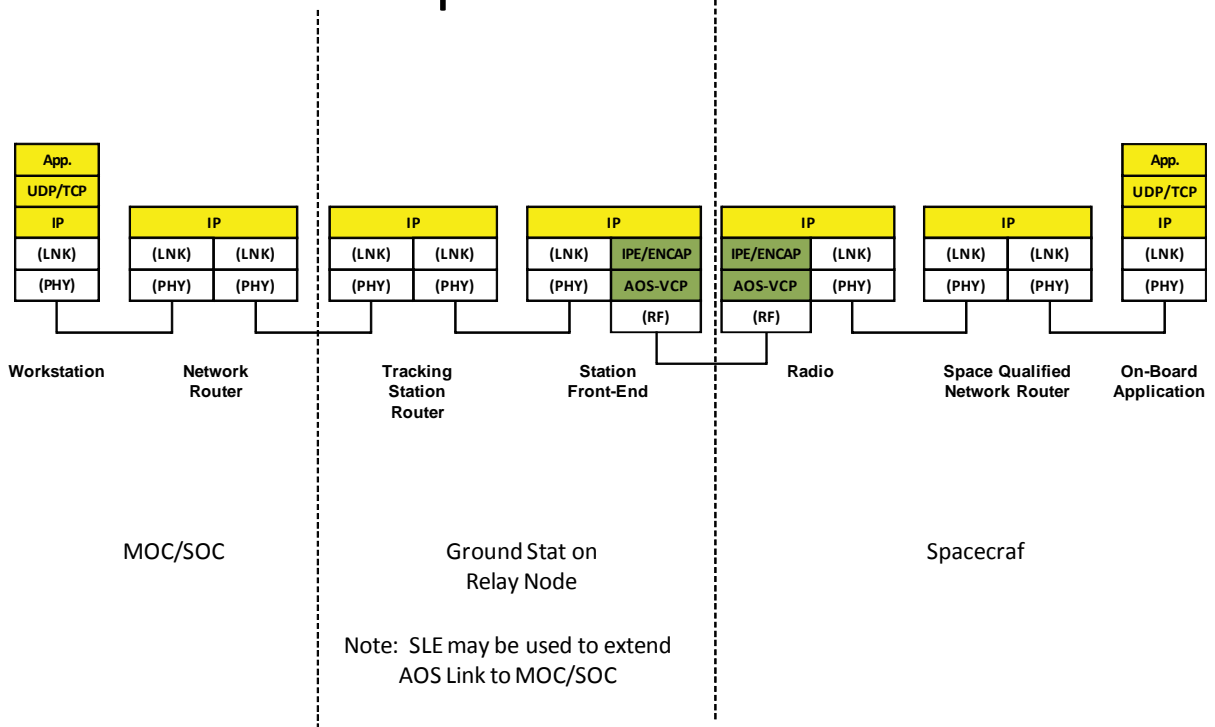 App.
UDP/TCP
IP
(LNK)
(PHY)
Workstation
IP
(LNK) (LNK)
(PHY) (PHY)
Network
Router
IP
(LNK) (LNK)
(PHY) (PHY)
Tracking
Station
Router
IP
(LNK) IPE/ENCAP
(PHY) AOS-VCP
(RF)
Station
Front-End
IP
IPE/ENCAP (LNK)
AOS-VCP (PHY)
(RF)
Radio
IP
(LNK) (LNK)
(PHY) (PHY)
Space Qualified
Network Router
App.
UDP/TCP
IP
(LNK)
(PHY)
On-Board
Application
MOC/SOC
Ground Stat on
Relay Node
Note: SLE may be used to extend
AOS Link to MOC/SOC
Spacecraf